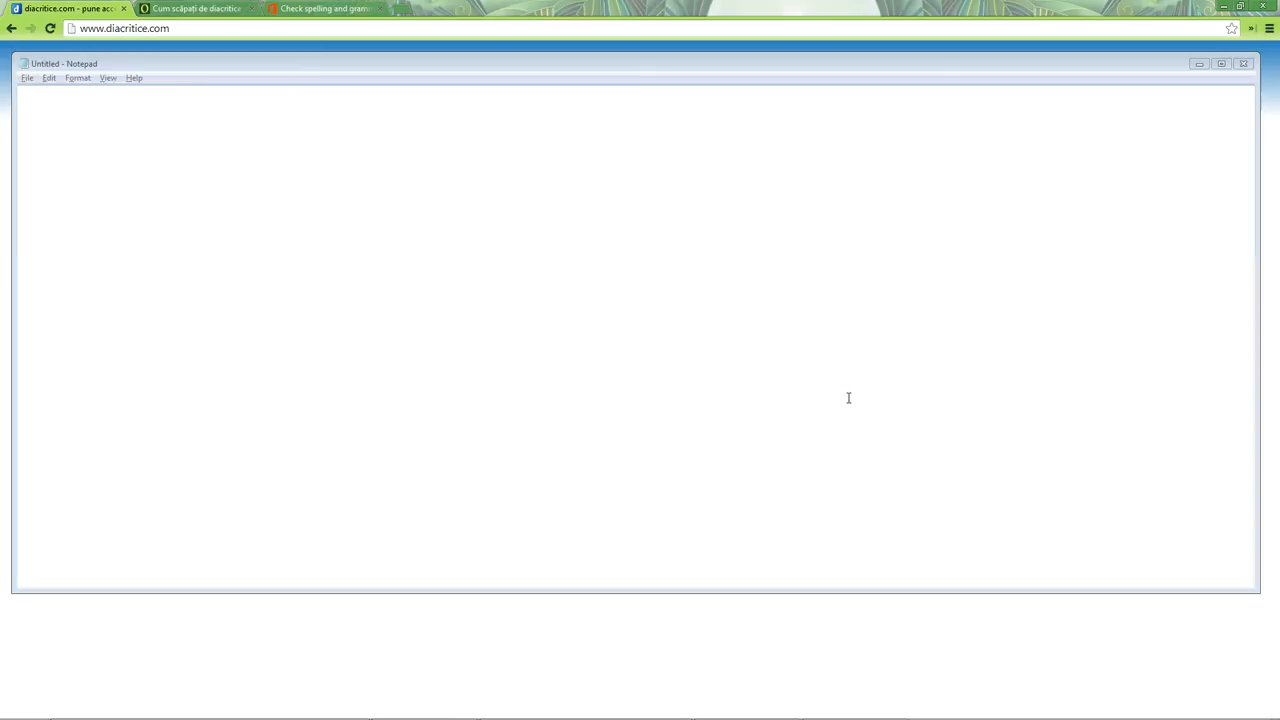 diacritice.com - pune acc
Cum scăpați de diacritice
Check spelling and gram
www.diacritice.com
Untitled - Notepad
File Edit Format View Help